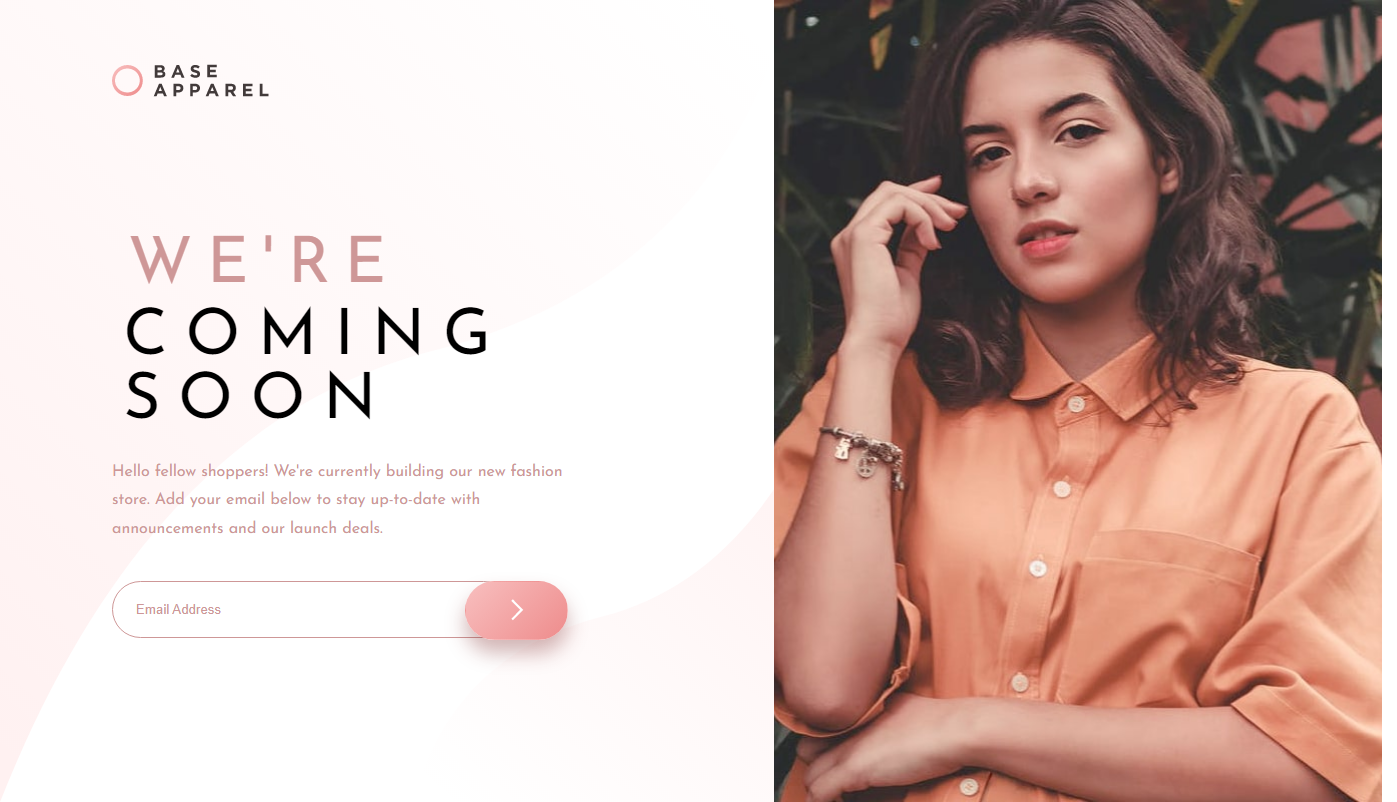 BASE
APPAREL
WE'RE
COMING
SOON
Hello fellow shoppers! We're currently building our new fashion
store. Add your email below to stay up-to-date with
announcements and our launch deals.
Email Address